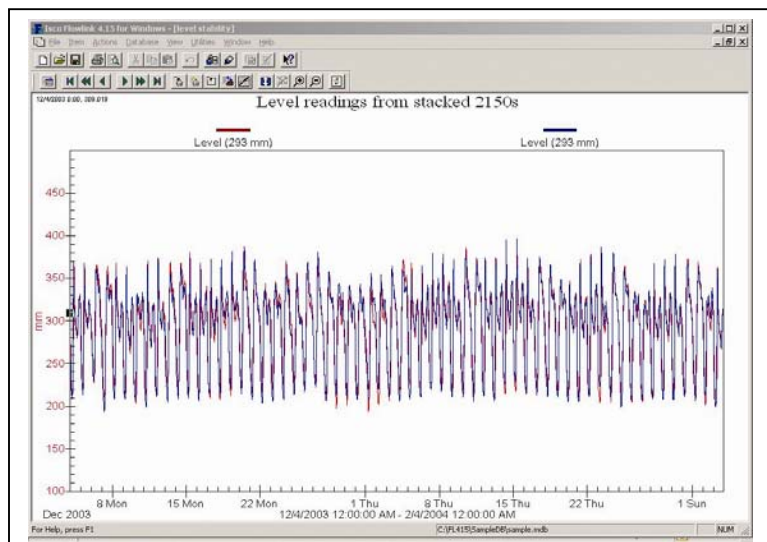 Isco Flowlink 4.15 for Windows - [level stability]
File Item Actions Database View Utilities Window Help
12/4/2003 0:00, 309.010
Level readings from stacked 2150s
Level (293 mm) Level (293 mm)
450
400
350
300
250
200
150
100
mm
8 Mon 15 Mon 22 Mon 1 Thu 8 Thu 15 Thu 22 Thu 1 Sun
Dec 2003 12/4/2003 12:00:00 AM - 2/4/2004 12:00:00 AM
For Help, press F1 C:\FL415\SampleDB\sample.mdb NUM